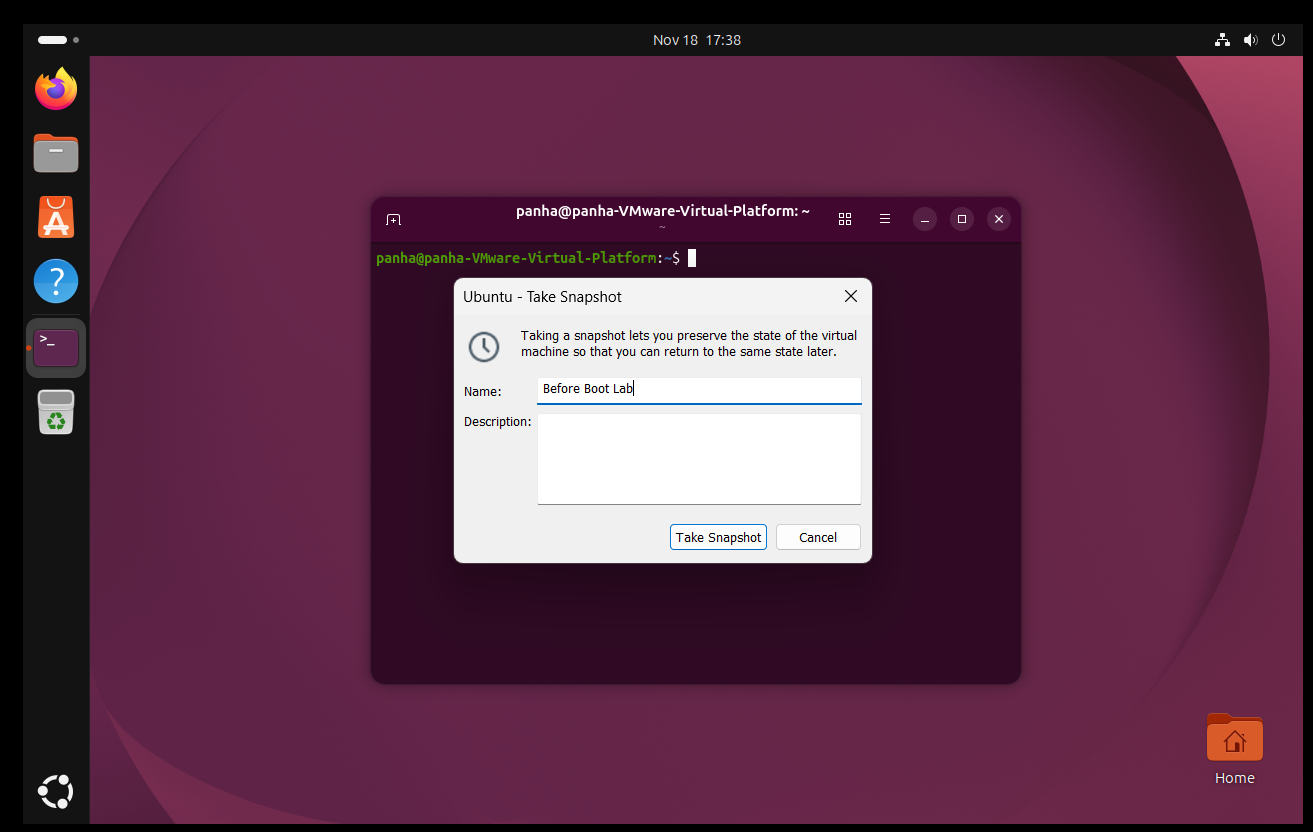 Nov 18 17:38
panha@panha-VMware-Virtual-Platform: ~
~
panha@panha-VMware-Virtual-Platform:~$
Ubuntu - Take Snapshot
Taking a snapshot lets you preserve the state of the virtual
machine so that you can return to the same state later.
Name: Before Boot Lab
Description:
Take Snapshot Cancel
Home